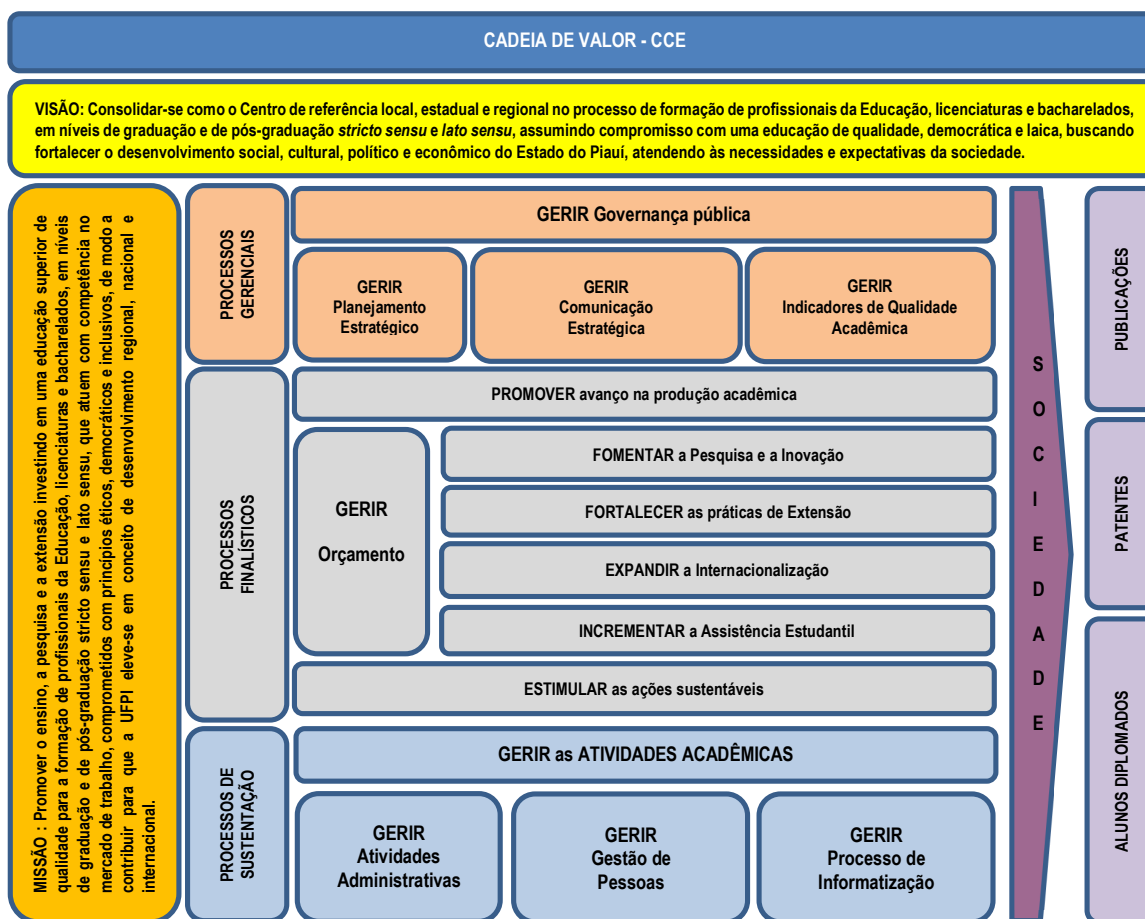 CADEIA DE VALOR - CCE
VISÃO: Consolidar-se como o Centro de referência local, estadual e regional no processo de formação de profissionais da Educação, licenciaturas e bacharelados,
em níveis de graduação e de pós-graduação stricto sensu e lato sensu, assumindo compromisso com uma educação de qualidade, democrática e laica, buscando
fortalecer o desenvolvimento social, cultural, político e econômico do Estado do Piauí, atendendo às necessidades e expectativas da sociedade.
MISSÃO : Promover o ensino, a pesquisa e a extensão investindo em uma educação superior de
qualidade para a formação de profissionais da Educação, licenciaturas e bacharelados, em níveis
de graduação e de pós-graduação stricto sensu e lato sensu, que atuem com competência no
mercado de trabalho, comprometidos com princípios éticos, democráticos e inclusivos, de modo a
contribuir para que a UFPI eleve-se em conceito de desenvolvimento regional, nacional e
internacional.
PROCESSOS
GERENCIAIS
GERIR Governança pública
GERIR
Planejamento
Estratégico
GERIR
Comunicação
Estratégica
GERIR
Indicadores de Qualidade
Acadêmica
PROCESSOS
FINALÍSTICOS
PROMOVER avanço na produção acadêmica
GERIR
Orçamento
FOMENTAR a Pesquisa e a Inovação
FORTALECER as práticas de Extensão
EXPANDIR a Internacionalização
INCREMENTAR a Assistência Estudantil
ESTIMULAR as ações sustentáveis
PROCESSOS DE
SUSTENTAÇÃO
GERIR as ATIVIDADES ACADÊMICAS
GERIR
Atividades
Administrativas
GERIR
Gestão de
Pessoas
GERIR
Processo de
Informatização
S
O
C
I
E
D
A
D
E
PUBLICAÇÕES
PATENTES
ALUNOS DIPLOMADOS